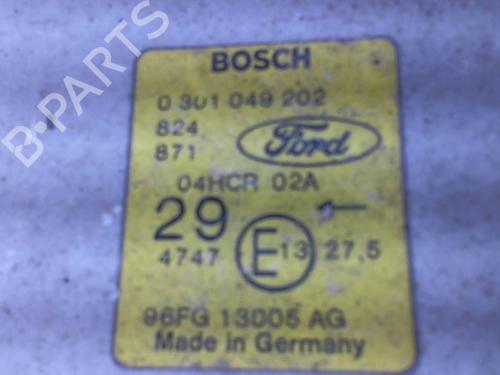 B-PARTS
BOSCH
0 301 049 202
824
871
Ford
04HCR 02A
29
4747 E 13 27,5
96FG 13005 AG
Made in Germany